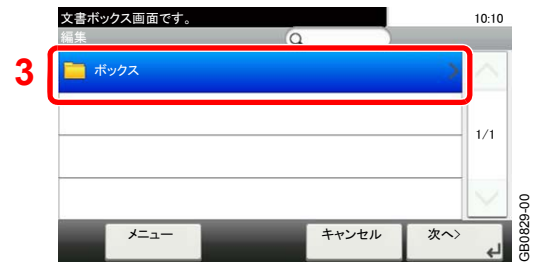 文書ボックス画面です。
10:10
編集
3
ボックス
1/1
メニュー
キャンセル
次へ>
GB0829-00